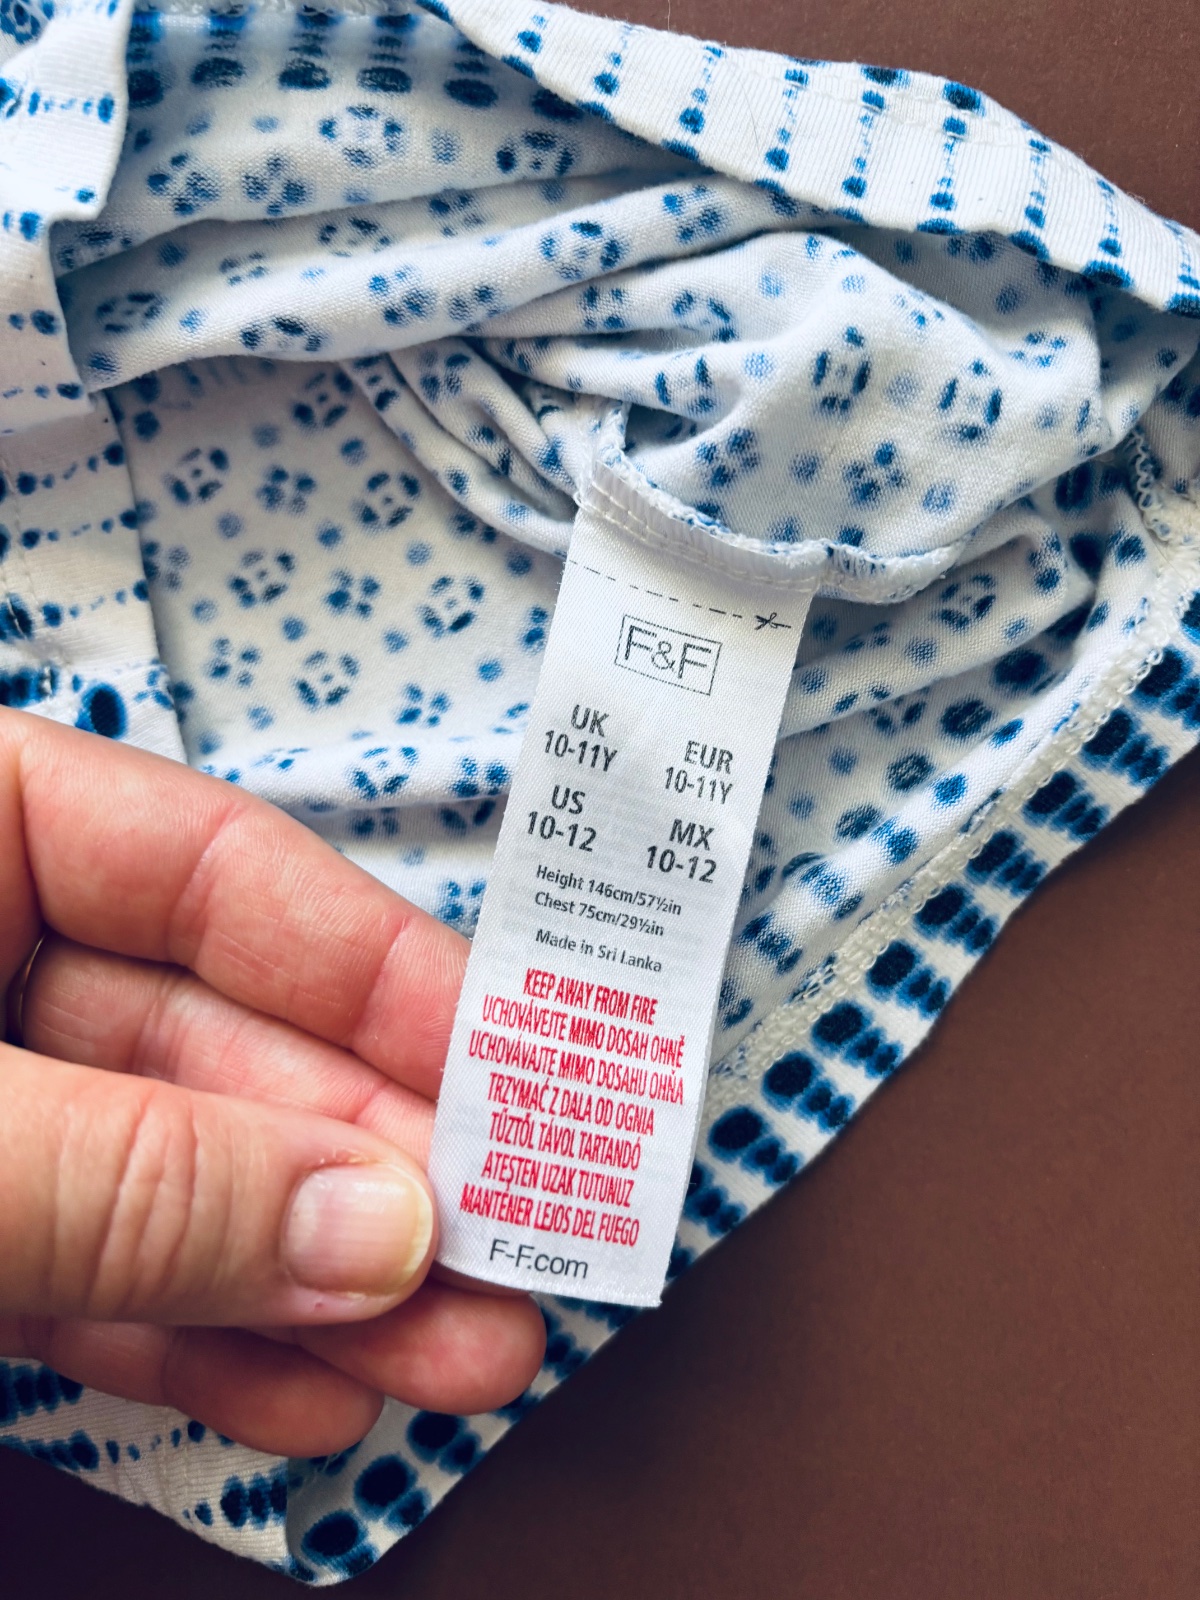 F&F
UK
10-11Y
EUR
10-11Y
US
10-12
MX
10-12
Height 146cm/57½in
Chest 75cm/29½in
Made in Sri Lanka
KEEP AWAY FROM FIRE
UCHOVÁVEJTE MIMO DOSAH OHNĚ
UCHOVÁVAJTE MIMO DOSAHU OHŇA
TRZYMAĆ Z DALA OD OGNIA
TŰZTŐL TÁVOL TARTANDÓ
ATEŞTEN UZAK TUTUNUZ
MANTENER LEJOS DEL FUEGO
F-F.com